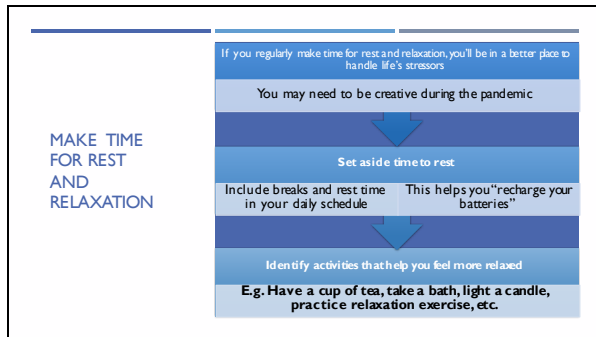 MAKE TIME
FOR REST
AND
RELAXATION
If you regularly make time for rest and relaxation, you'll be in a better place to
handle life's stressors
You may need to be creative during the pandemic
Set aside time to rest
Include breaks and rest time
in your daily schedule
This helps you "recharge your
batteries"
Identify activities that help you feel more relaxed
E.g. Have a cup of tea, take a bath, light a candle,
practice relaxation exercise, etc.